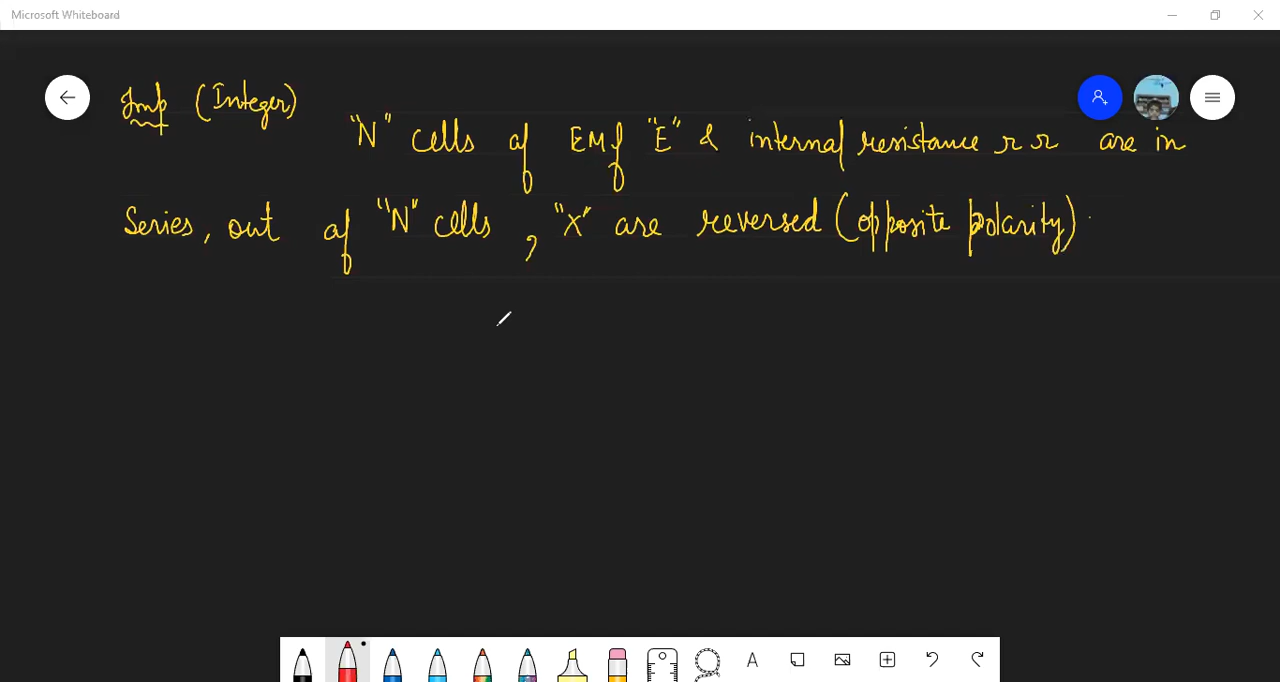 Microsoft Whiteboard
Imp (Integer)
"N" cells of EMf "E" & internal resistance r r are in
Series, out of "N" cells, "X" are reversed (opposite polarity).
A